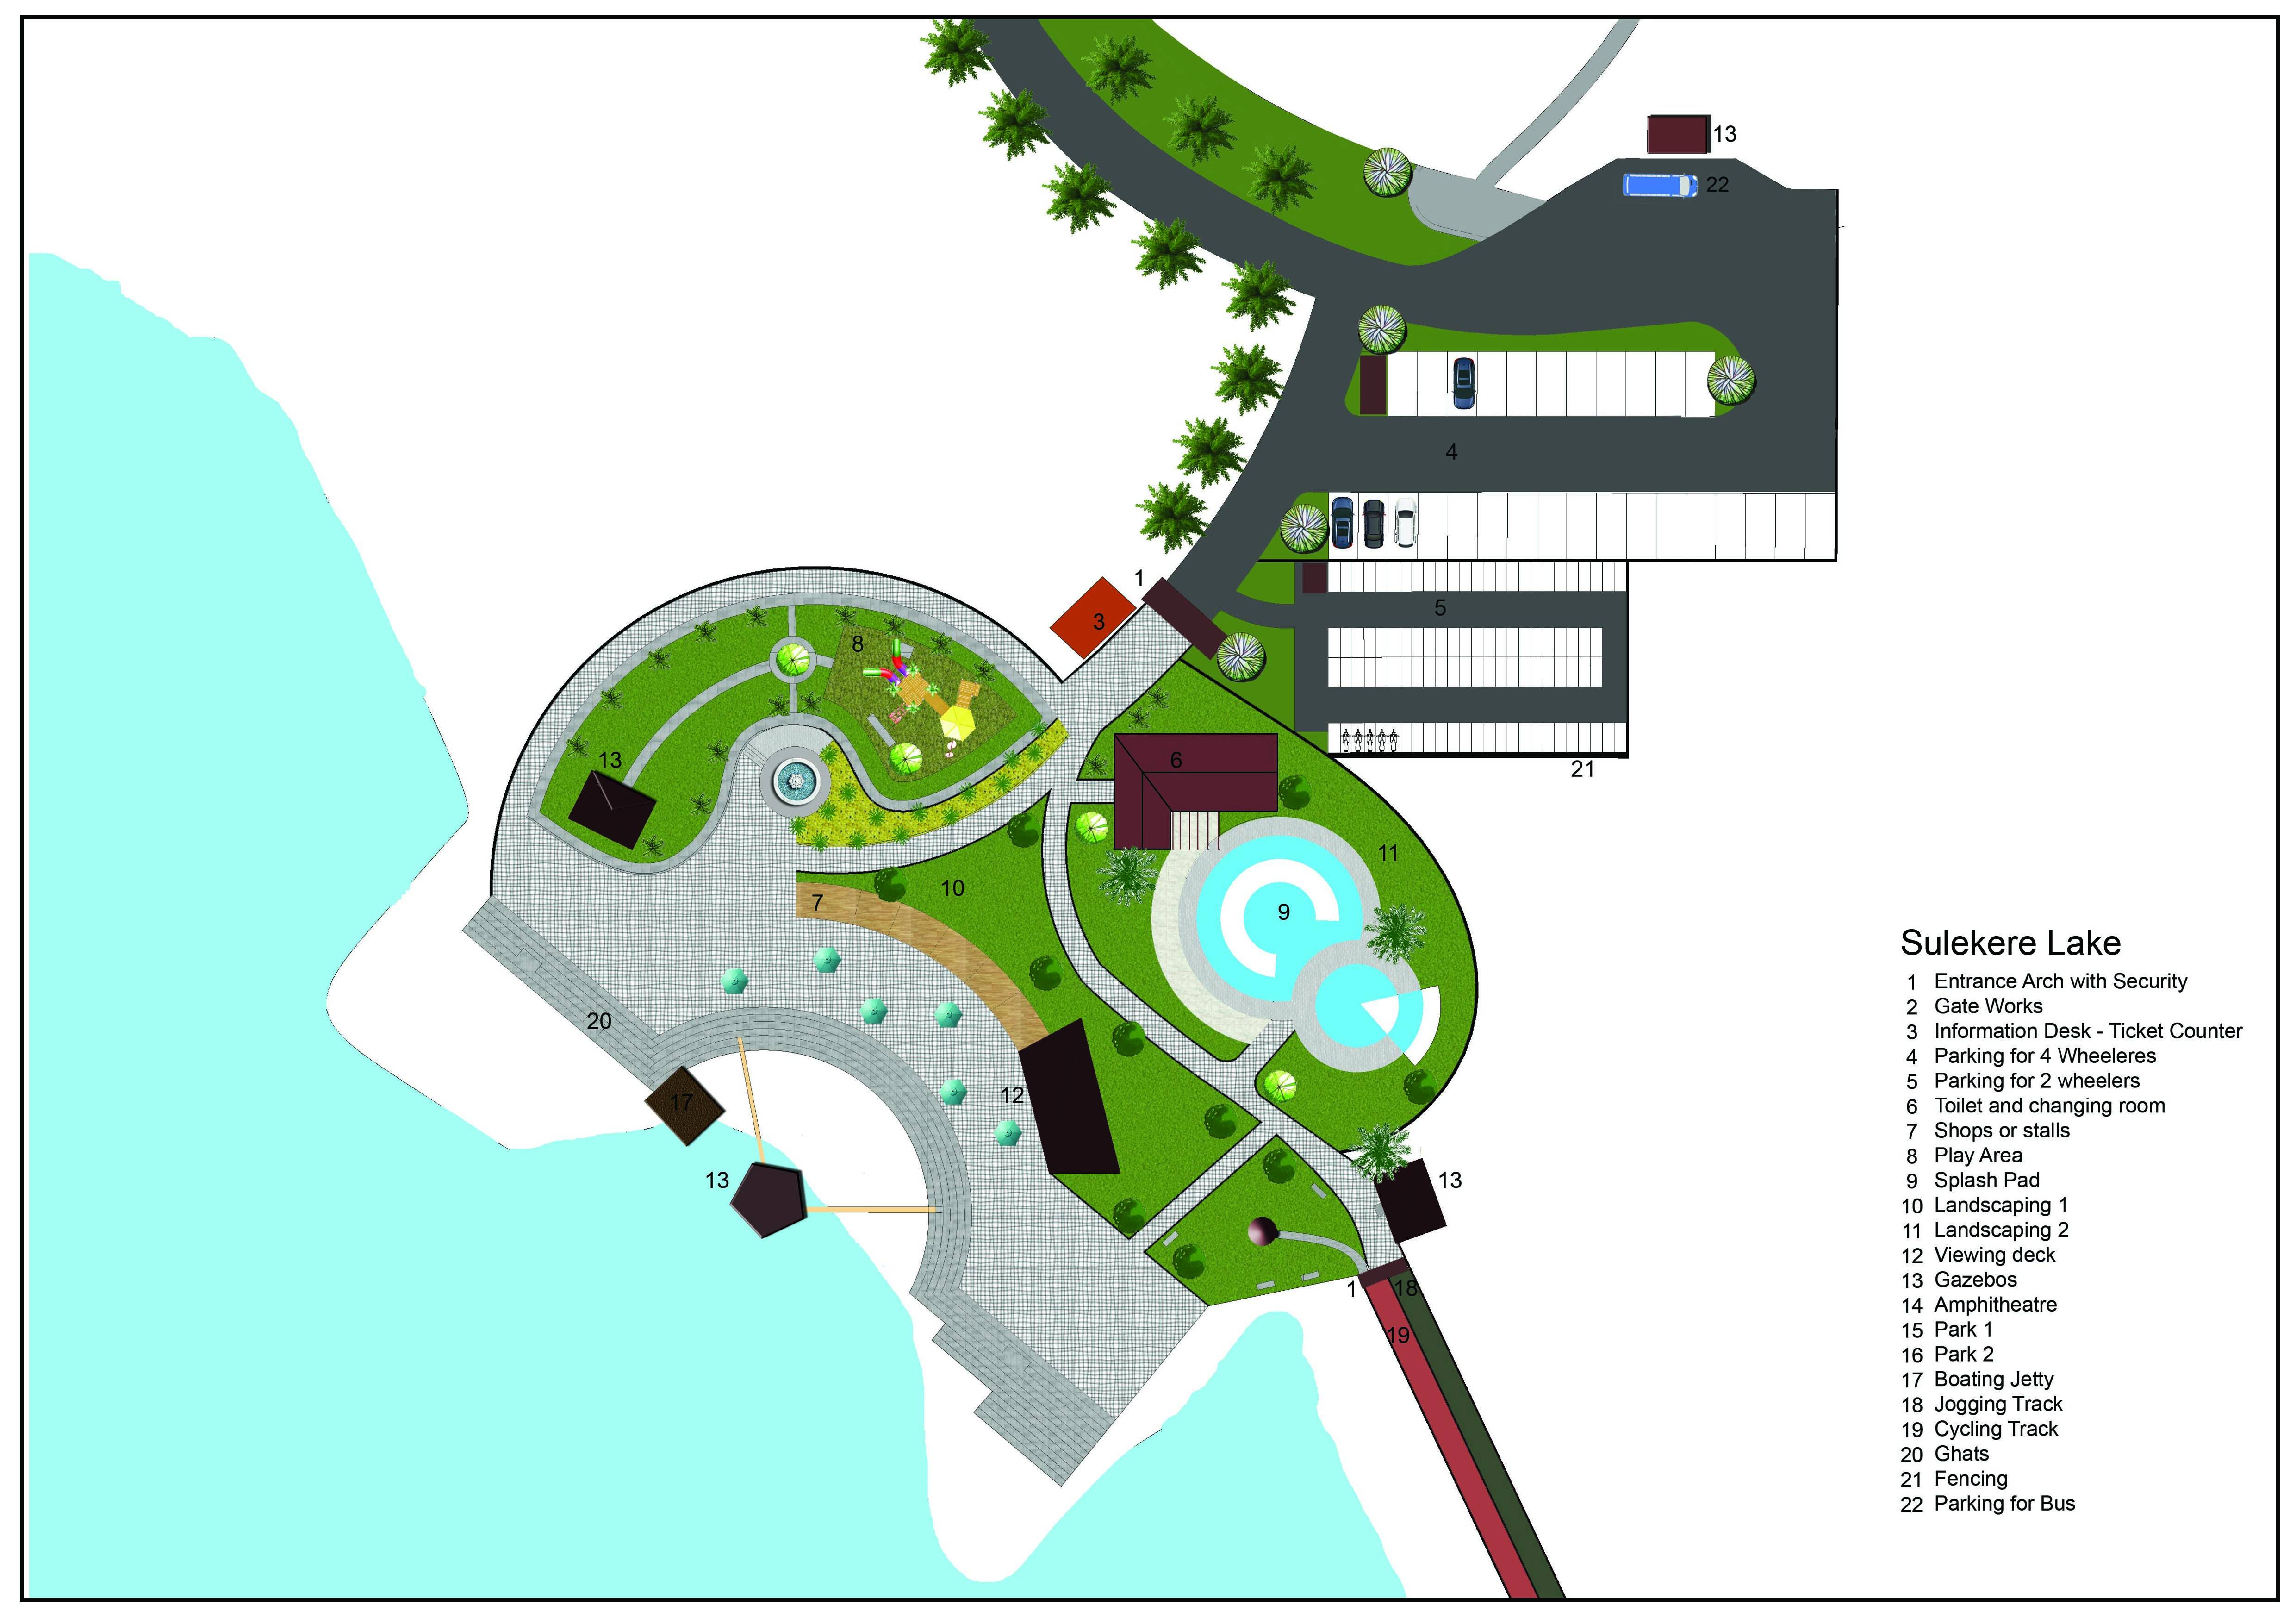 13
22
4
1
3
5
8
6
13
21
11
10
7
9
20
12
17
13
13
1
18
19
Sulekere Lake
1 Entrance Arch with Security
2 Gate Works
3 Information Desk - Ticket Counter
4 Parking for 4 Wheeleres
5 Parking for 2 wheelers
6 Toilet and changing room
7 Shops or stalls
8 Play Area
9 Splash Pad
10 Landscaping 1
11 Landscaping 2
12 Viewing deck
13 Gazebos
14 Amphitheatre
15 Park 1
16 Park 2
17 Boating Jetty
18 Jogging Track
19 Cycling Track
20 Ghats
21 Fencing
22 Parking for Bus